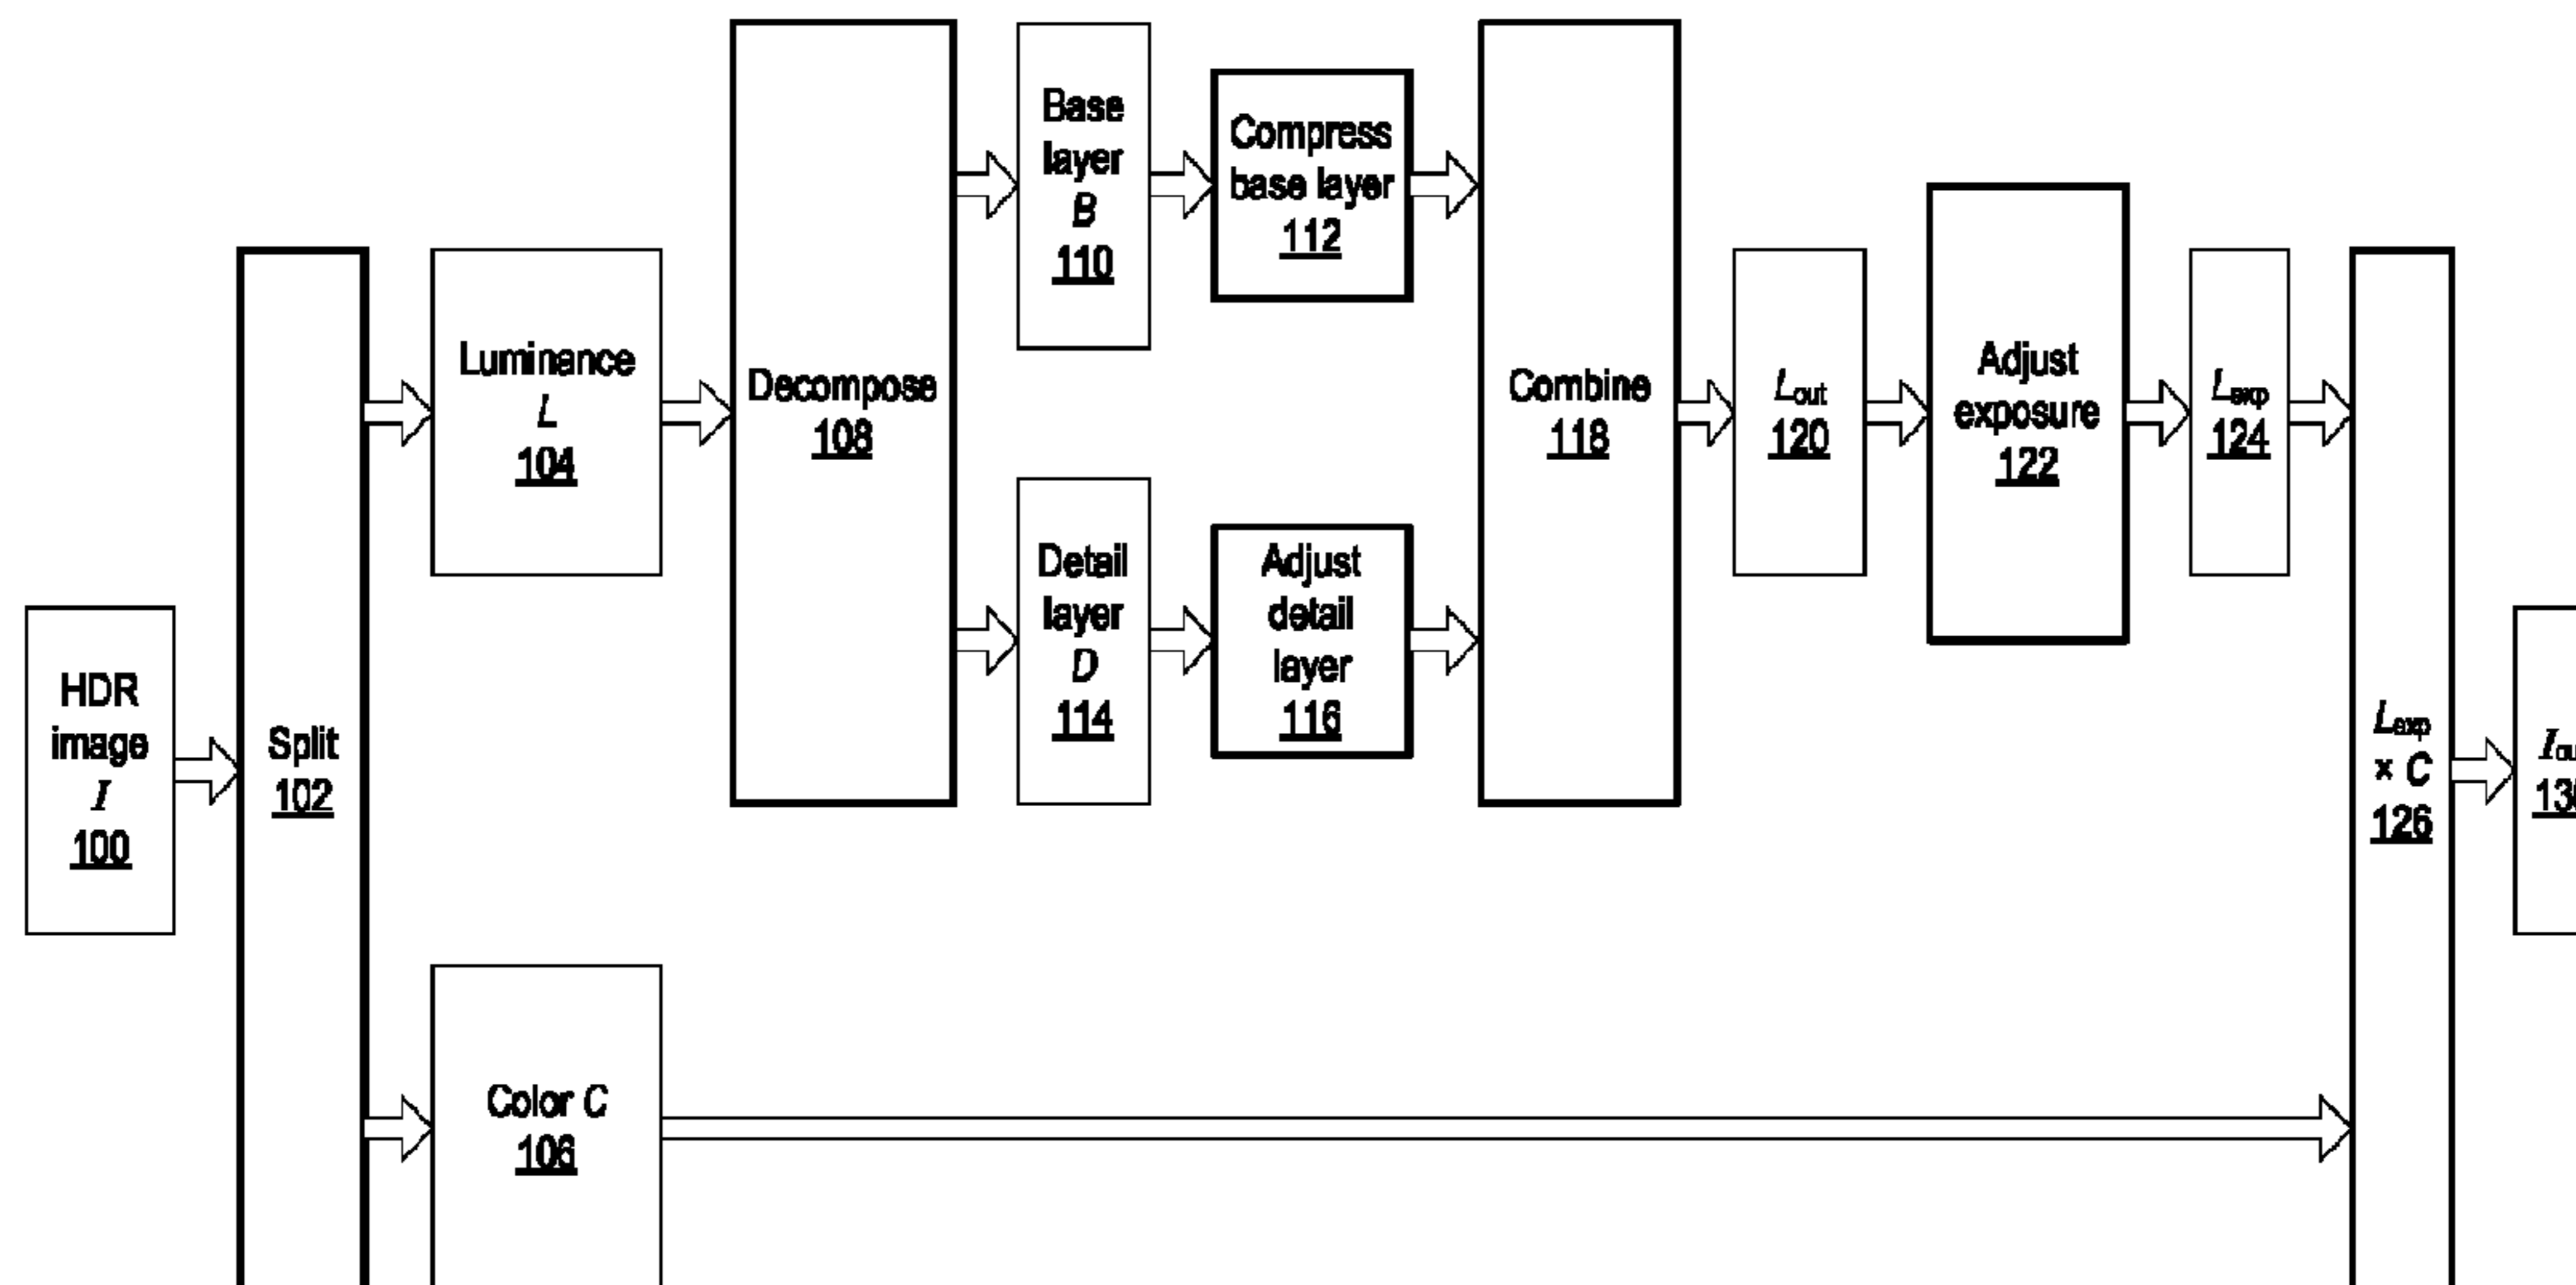 HDR
image
I
100
Split
102
Luminance
L
104
Color C
106
Decompose
108
Base
layer
B
110
Compress
base layer
112
Detail
layer
D
114
Adjust
detail
layer
116
Combine
118
Lout
120
Adjust
exposure
122
Lexp
124
Lexp
× C
126